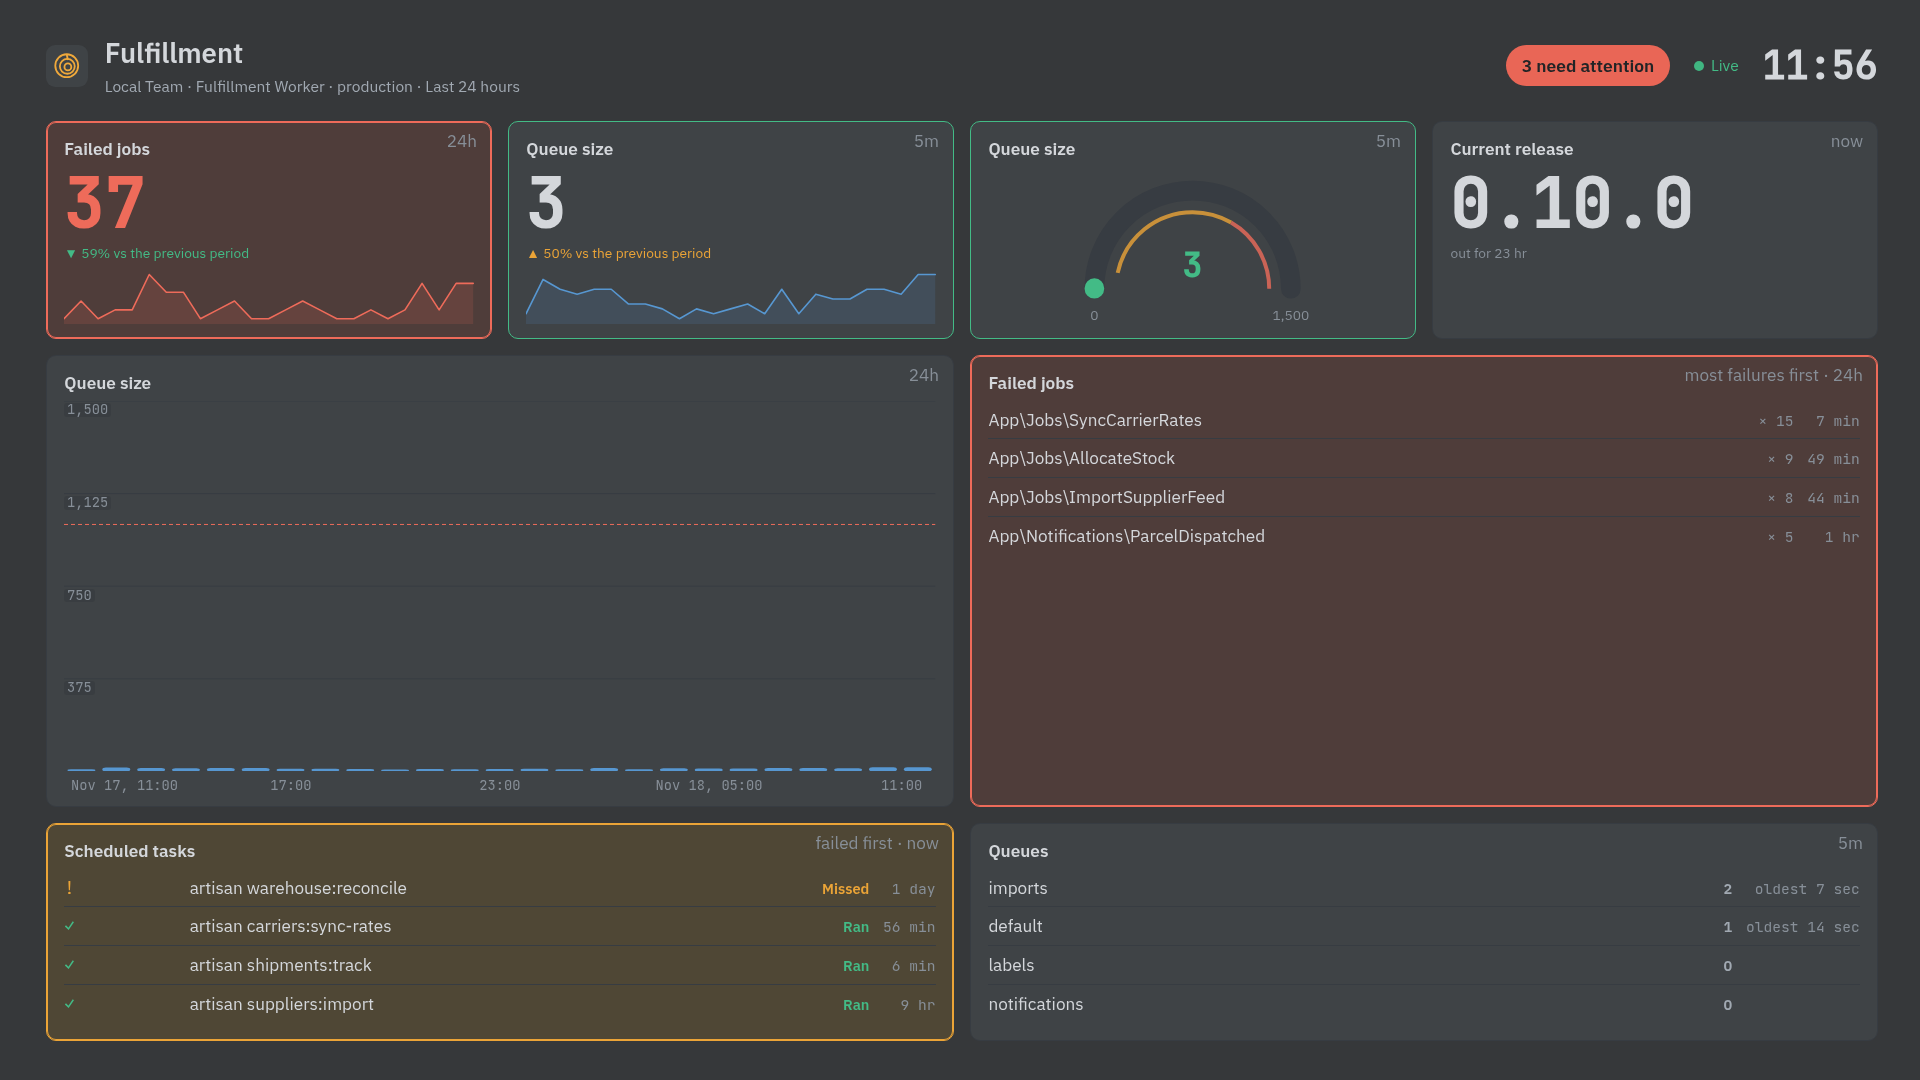 Fulfillment
Local Team · Fulfillment Worker · production · Last 24 hours
3 need attention
Live
11:56
Failed jobs
24h
37
▼ 59% vs the previous period
Queue size
5m
3
▲ 50% vs the previous period
Queue size
5m
3
0
1,500
Current release
now
0.10.0
out for 23 hr
Queue size
24h
1,500
1,125
750
375
Nov 17, 11:00
17:00
23:00
Nov 18, 05:00
11:00
Failed jobs
most failures first · 24h
App\Jobs\SyncCarrierRates × 15 7 min
App\Jobs\AllocateStock × 9 49 min
App\Jobs\ImportSupplierFeed × 8 44 min
App\Notifications\ParcelDispatched × 5 1 hr
Scheduled tasks
failed first · now
! artisan warehouse:reconcile Missed 1 day
✓ artisan carriers:sync-rates Ran 56 min
✓ artisan shipments:track Ran 6 min
✓ artisan suppliers:import Ran 9 hr
Queues
5m
imports 2 oldest 7 sec
default 1 oldest 14 sec
labels 0
notifications 0